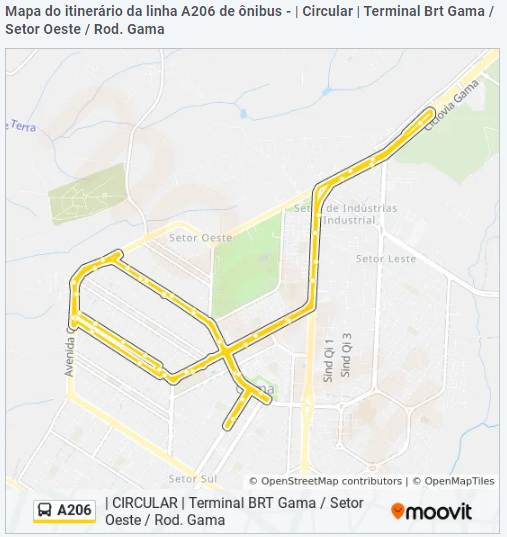 Mapa do itinerário da linha A206 de ônibus - | Circular | Terminal Brt Gama /
Setor Oeste / Rod. Gama
Ciclovia Gama
e Terra
Setor de Indústrias
Industrial
Setor Oeste
Setor Leste
Sind Qi 1
Sind Qi 3
Avenida
Gama
Setor Sul
© OpenStreetMap contributors | © OpenMapTiles
A206
| CIRCULAR | Terminal BRT Gama / Setor
Oeste / Rod. Gama
moovit